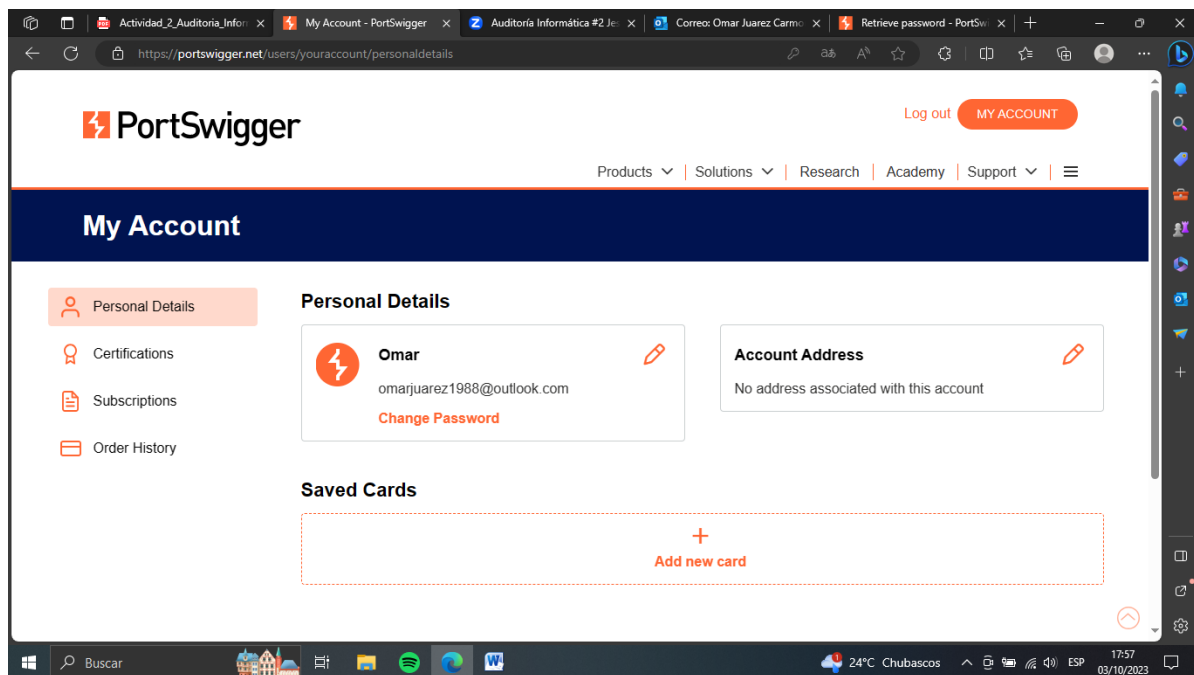 Actividad_2_Auditoria_Inforn
My Account - PortSwigger
Auditoría Informática #2 Jes
Correo: Omar Juarez Carmo
Retrieve password - PortSwi
https://portswigger.net/users/youraccount/personaldetails
PortSwigger
Log out
MY ACCOUNT
Products
Solutions
Research
Academy
Support
My Account
Personal Details
Certifications
Subscriptions
Order History
Personal Details
Omar
omarjuarez1988@outlook.com
Change Password
Account Address
No address associated with this account
Saved Cards
+
Add new card
Buscar
24°C Chubascos
ESP
17:57
03/10/2023